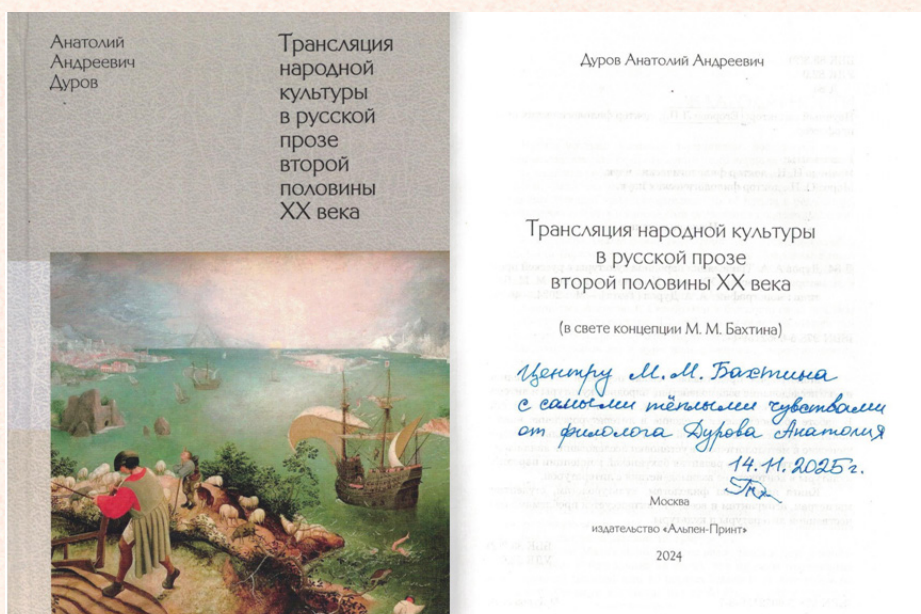 Анатолий
Андреевич
Дуров
Трансляция
народной
культуры
в русской
прозе
второй
половины
XX века
Дуров Анатолий Андреевич
Трансляция народной культуры
в русской прозе
второй половины XX века
(в свете концепции М. М. Бахтина)
Центру М. М. Бахтина
с самыми тёплыми чувствами
от филолога Дурова Анатолия
14.11.2025г.
Москва
издательство «Альпен-Принт»
2024